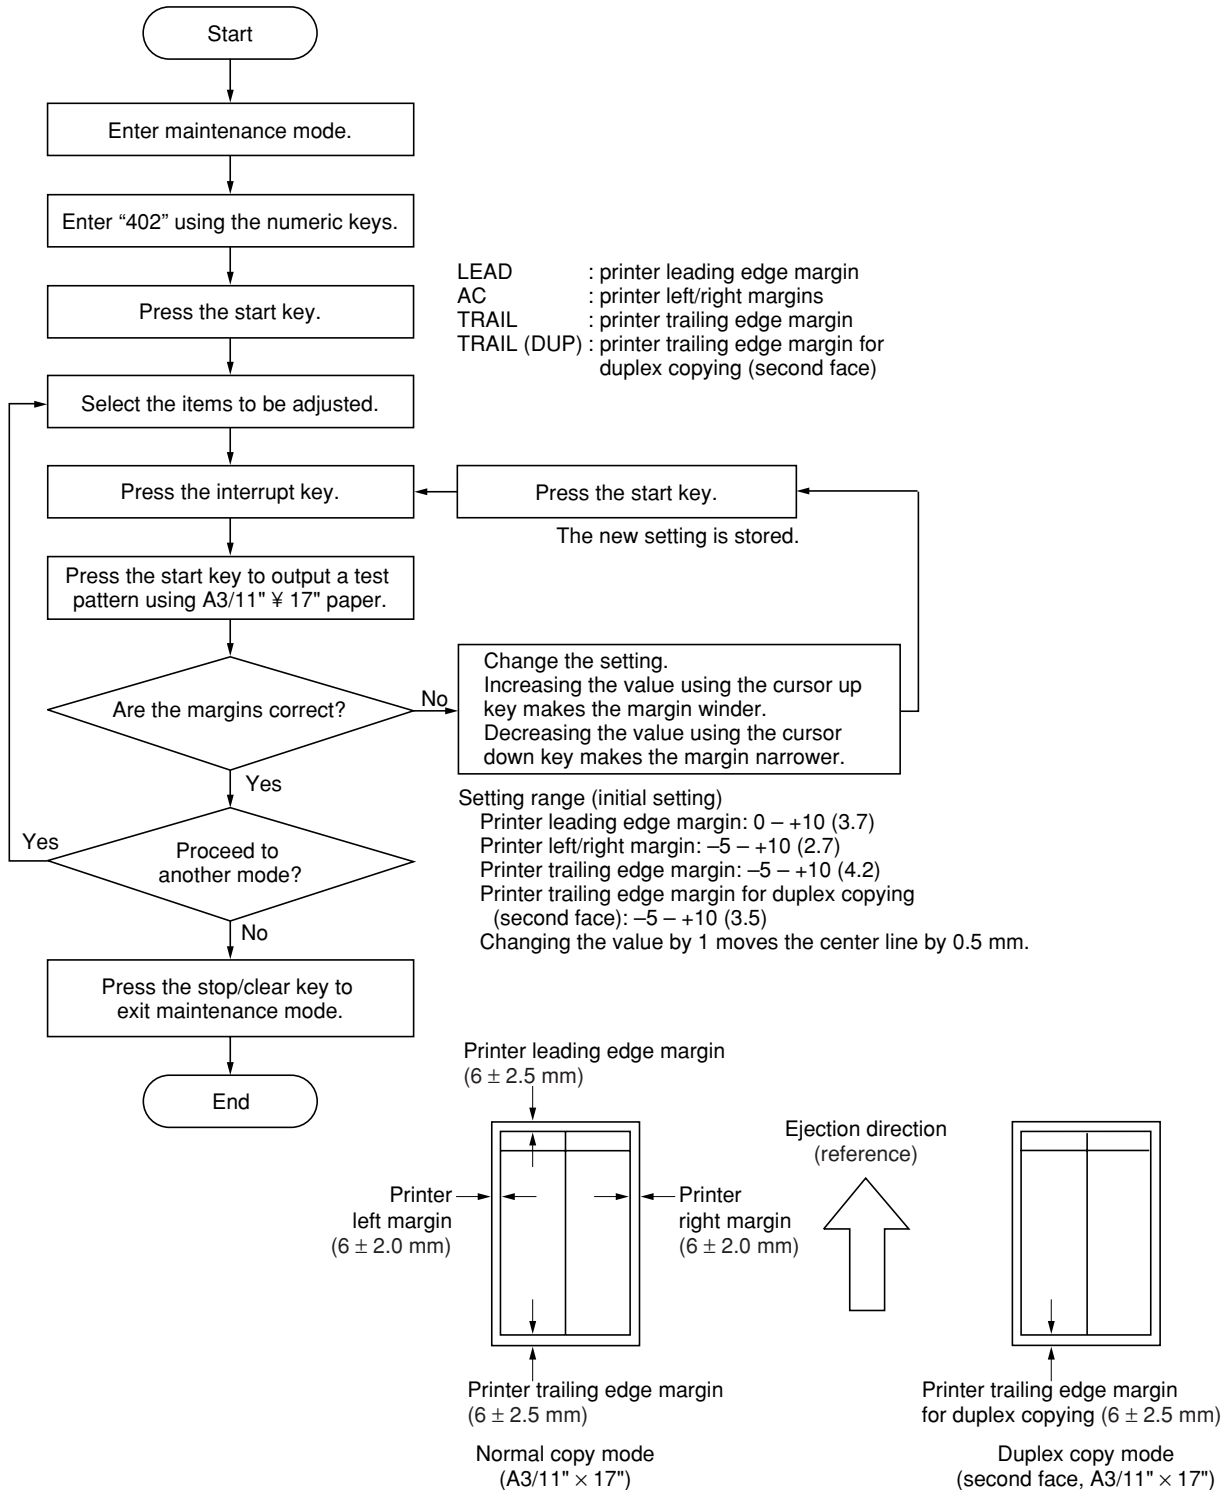 Start
Enter maintenance mode.
Enter “402” using the numeric keys.
Press the start key.
LEAD : printer leading edge margin
AC : printer left/right margins
TRAIL : printer trailing edge margin
TRAIL (DUP) : printer trailing edge margin for
duplex copying (second face)
Select the items to be adjusted.
Press the interrupt key.
Press the start key.
The new setting is stored.
Press the start key to output a test
pattern using A3/11" ¥ 17" paper.
Are the margins correct?
No
Change the setting.
Increasing the value using the cursor up
key makes the margin winder.
Decreasing the value using the cursor
down key makes the margin narrower.
Yes
Setting range (initial setting)
Printer leading edge margin: 0 – +10 (3.7)
Printer left/right margin: –5 – +10 (2.7)
Printer trailing edge margin: –5 – +10 (4.2)
Printer trailing edge margin for duplex copying
(second face): –5 – +10 (3.5)
Changing the value by 1 moves the center line by 0.5 mm.
Yes
Proceed to
another mode?
No
Press the stop/clear key to
exit maintenance mode.
End
Printer leading edge margin
(6 ± 2.5 mm)
Printer
left margin
(6 ± 2.0 mm)
Printer
right margin
(6 ± 2.0 mm)
Ejection direction
(reference)
Printer trailing edge margin
(6 ± 2.5 mm)
Normal copy mode
(A3/11" × 17")
Printer trailing edge margin
for duplex copying (6 ± 2.5 mm)
Duplex copy mode
(second face, A3/11" × 17")